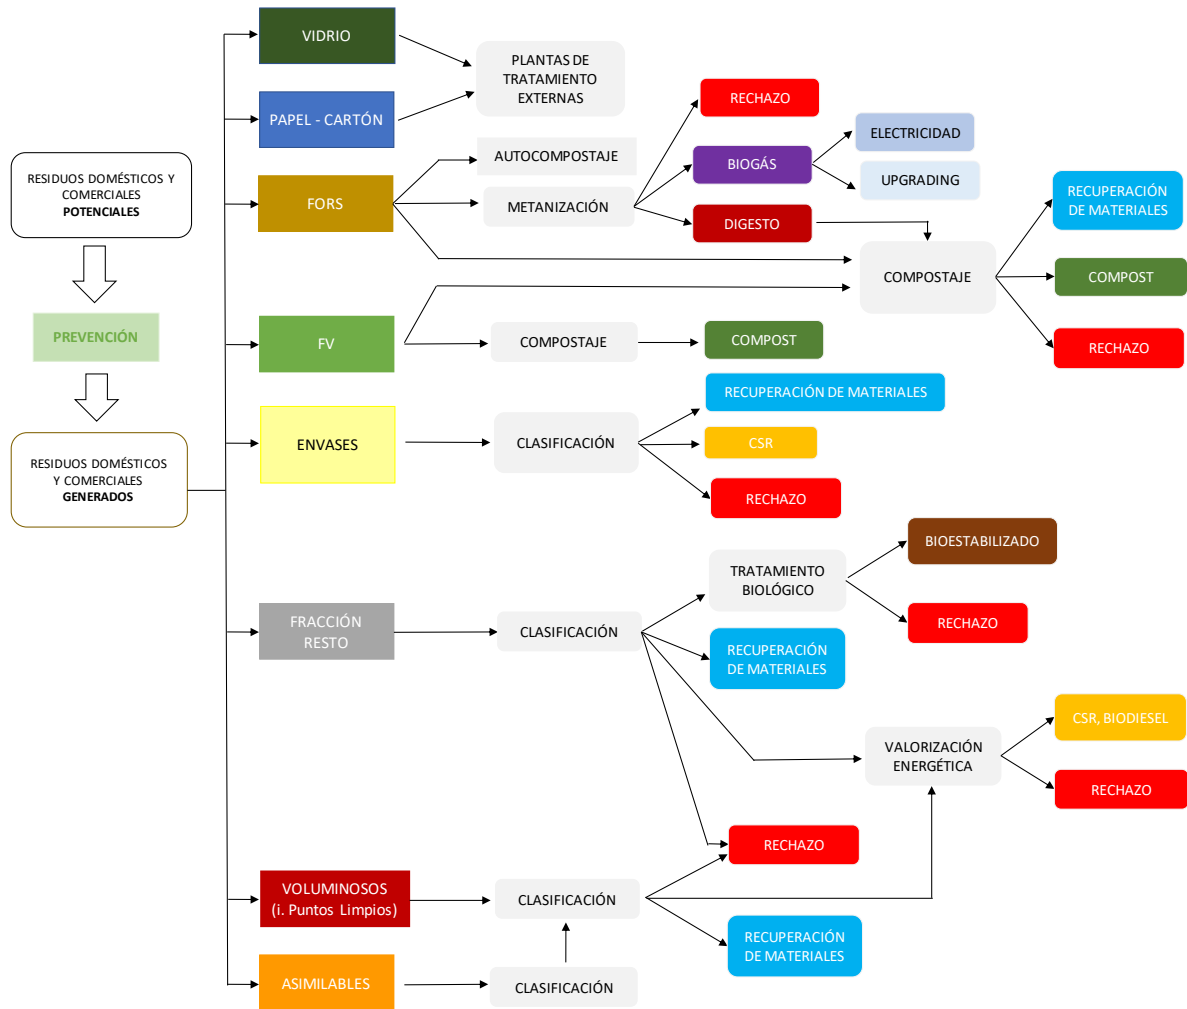 VIDRIO
PLANTAS DE
TRATAMIENTO
EXTERNAS
PAPEL - CARTÓN
RESIDUOS DOMÉSTICOS Y
COMERCIALES
POTENCIALES
PREVENCIÓN
RESIDUOS DOMÉSTICOS
Y COMERCIALES
GENERADOS
FORS
AUTOCOMPOSTAJE
METANIZACIÓN
RECHAZO
BIOGÁS
DIGESTO
ELECTRICIDAD
UPGRADING
COMPOSTAJE
RECUPERACIÓN
DE MATERIALES
COMPOST
RECHAZO
FV
COMPOSTAJE
COMPOST
ENVASES
CLASIFICACIÓN
RECUPERACIÓN DE MATERIALES
CSR
RECHAZO
FRACCIÓN
RESTO
CLASIFICACIÓN
TRATAMIENTO
BIOLÓGICO
BIOESTABILIZADO
RECHAZO
RECUPERACIÓN
DE MATERIALES
VALORIZACIÓN
ENERGÉTICA
CSR, BIODIESEL
RECHAZO
RECHAZO
VOLUMINOSOS
(i. Puntos Limpios)
CLASIFICACIÓN
RECUPERACIÓN
DE MATERIALES
ASIMILABLES
CLASIFICACIÓN